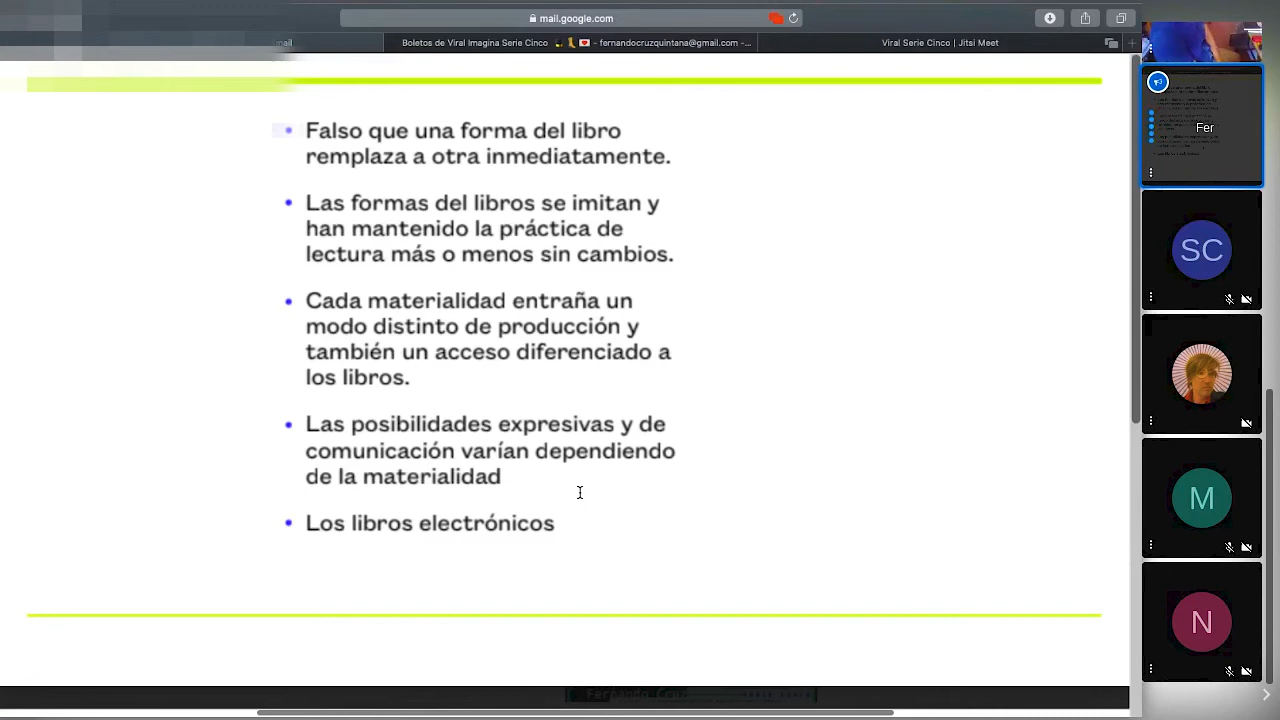 mail.google.com
mail
Boletos de Viral Imagina Serie Cinco - fernandocruzquintana@gmail.com -...
Viral Serie Cinco | Jitsi Meet
• Falso que una forma del libro
remplaza a otra inmediatamente.
• Las formas del libros se imitan y
han mantenido la práctica de
lectura más o menos sin cambios.
• Cada materialidad entraña un
modo distinto de producción y
también un acceso diferenciado a
los libros.
• Las posibilidades expresivas y de
comunicación varían dependiendo
de la materialidad
• Los libros electrónicos
Fer
SC
M
N